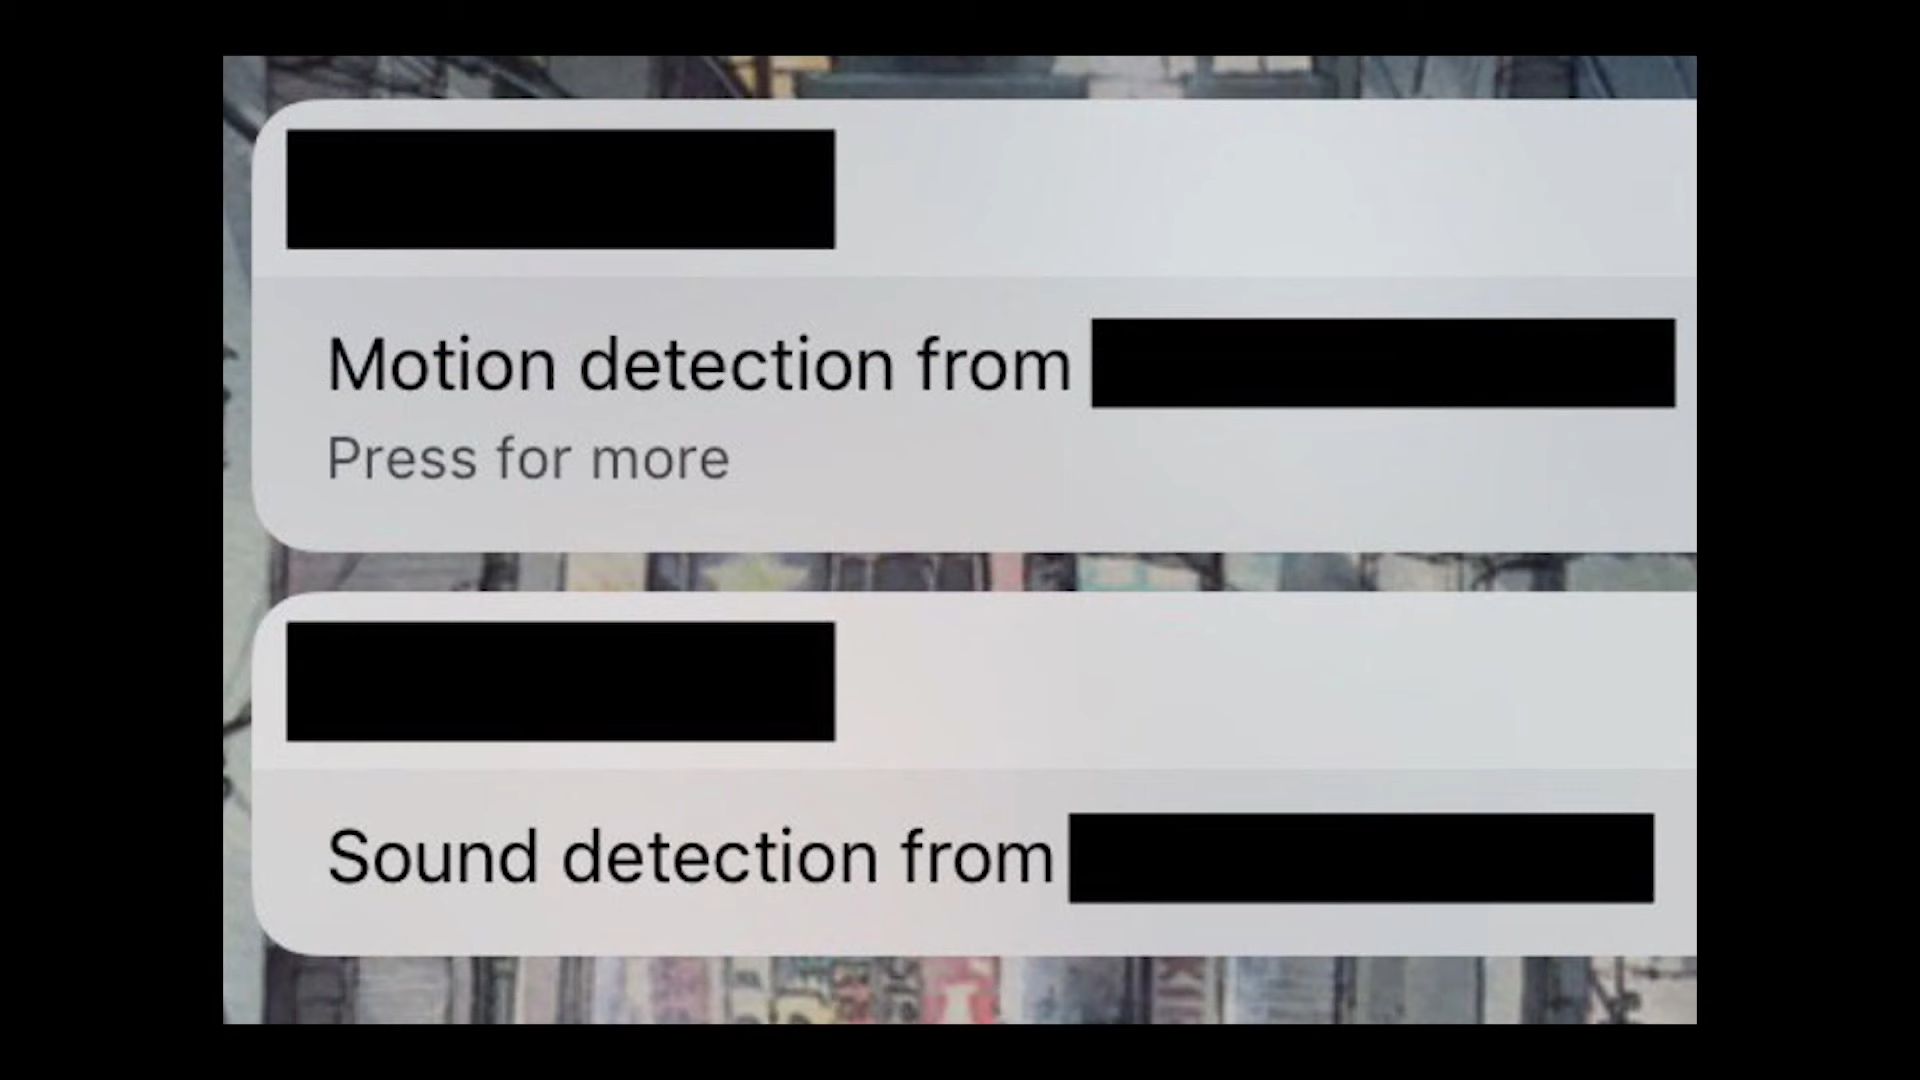 Motion detection from
Press for more
Sound detection from